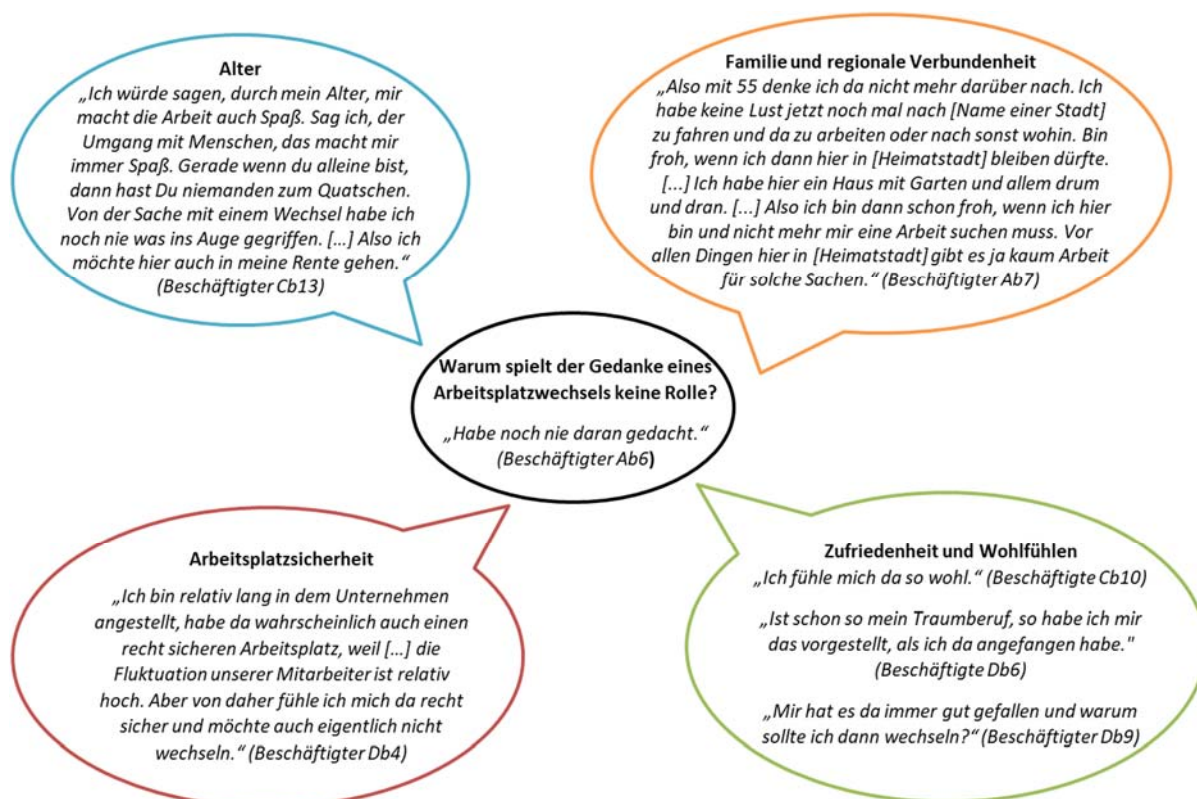 Alter
„Ich würde sagen, durch mein Alter, mir
macht die Arbeit auch Spaß. Sag ich, der
Umgang mit Menschen, das macht mir
immer Spaß. Gerade wenn du alleine bist,
dann hast Du niemanden zum Quatschen.
Von der Sache mit einem Wechsel habe ich
noch nie was ins Auge gegriffen. […] Also ich
möchte hier auch in meine Rente gehen.“
(Beschäftigter Cb13)
Familie und regionale Verbundenheit
„Also mit 55 denke ich da nicht mehr darüber nach. Ich
habe keine Lust jetzt noch mal nach [Name einer Stadt]
zu fahren und da zu arbeiten oder nach sonst wohin. Bin
froh, wenn ich dann hier in [Heimatstadt] bleiben dürfte.
[...] Ich habe hier ein Haus mit Garten und allem drum
und dran. [...] Also ich bin dann schon froh, wenn ich hier
bin und nicht mehr mir eine Arbeit suchen muss. Vor
allen Dingen hier in [Heimatstadt] gibt es ja kaum Arbeit
für solche Sachen.“ (Beschäftigter Ab7)
Warum spielt der Gedanke eines
Arbeitsplatzwechsels keine Rolle?
„Habe noch nie daran gedacht.“
(Beschäftigter Ab6)
Arbeitsplatzsicherheit
„Ich bin relativ lang in dem Unternehmen
angestellt, habe da wahrscheinlich auch einen
recht sicheren Arbeitsplatz, weil […] die
Fluktuation unserer Mitarbeiter ist relativ
hoch. Aber von daher fühle ich mich da recht
sicher und möchte auch eigentlich nicht
wechseln.“ (Beschäftigter Db4)
Zufriedenheit und Wohlfühlen
„Ich fühle mich da so wohl.“ (Beschäftigte Cb10)
„Ist schon so mein Traumberuf, so habe ich mir
das vorgestellt, als ich da angefangen habe."
(Beschäftigte Db6)
„Mir hat es da immer gut gefallen und warum
sollte ich dann wechseln?“ (Beschäftigter Db9)